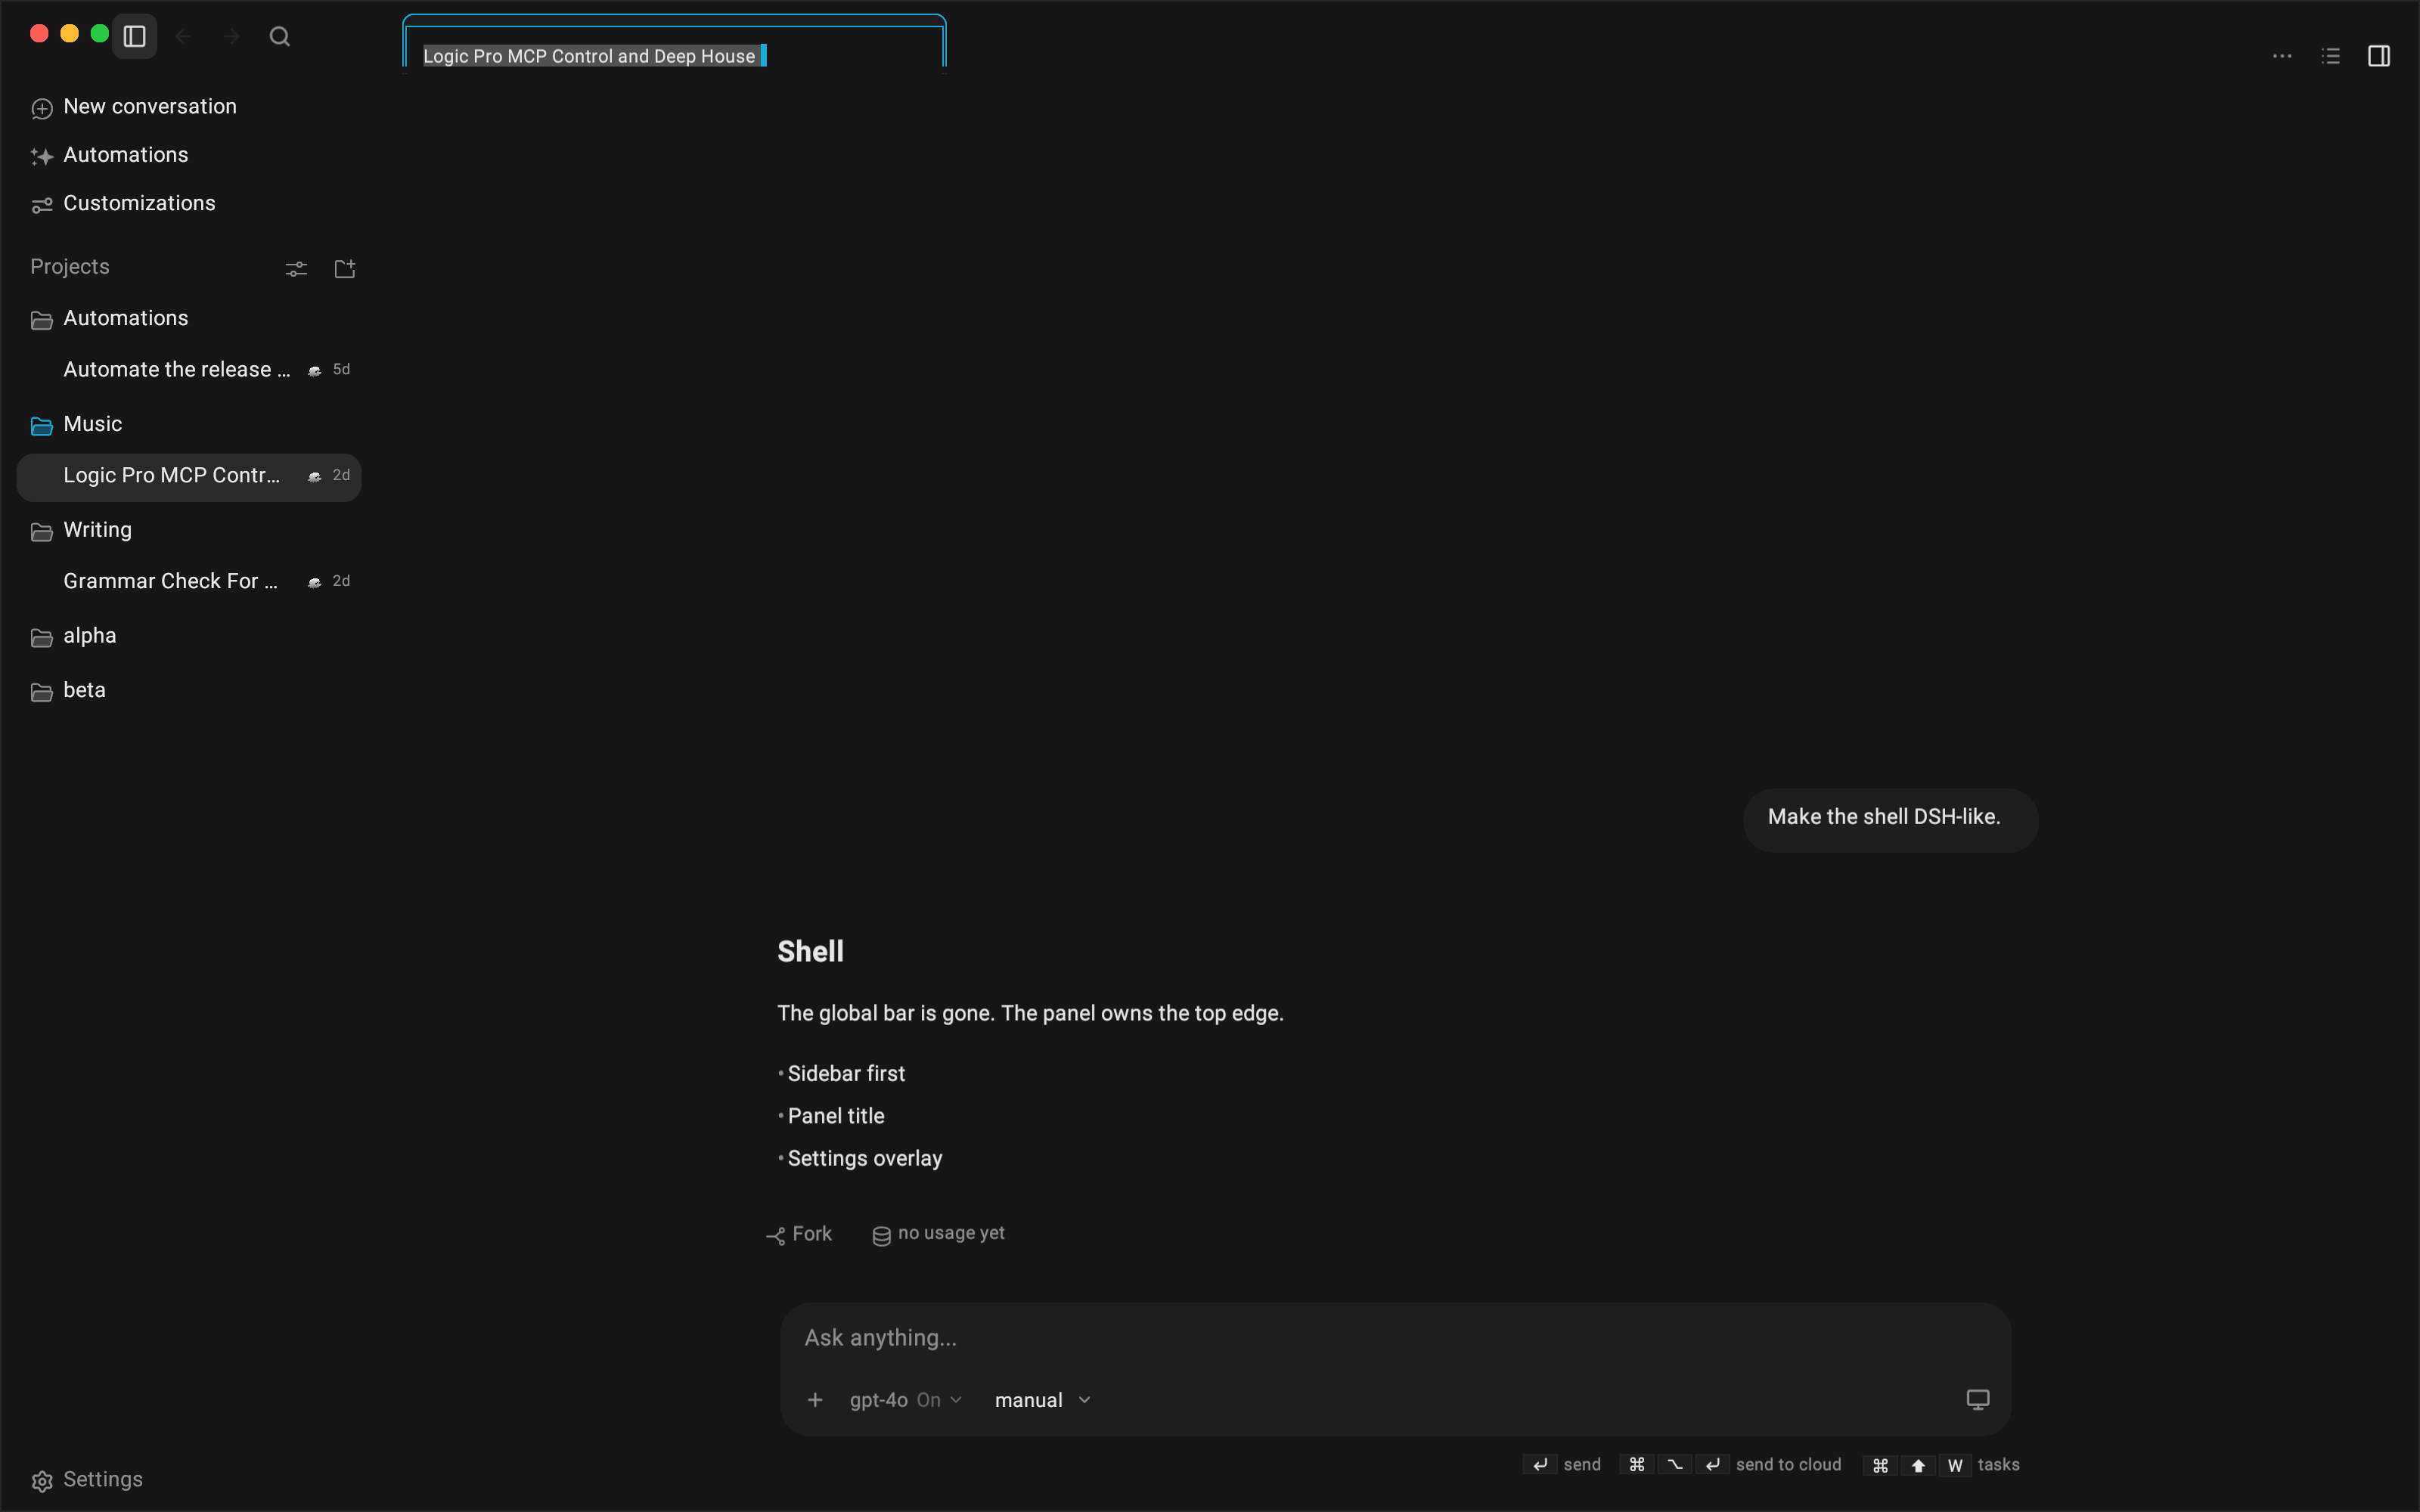 Logic Pro MCP Control and Deep House
New conversation
Automations
Customizations
Projects
Automations
Automate the release ... 5d
Music
Logic Pro MCP Contr... 2d
Writing
Grammar Check For ... 2d
alpha
beta
Make the shell DSH-like.
Shell
The global bar is gone. The panel owns the top edge.
• Sidebar first
• Panel title
• Settings overlay
Fork no usage yet
Ask anything...
+ gpt-4o On manual
↵ send ⌘ ⌥ ↵ send to cloud ⌘ ⬆ W tasks
Settings